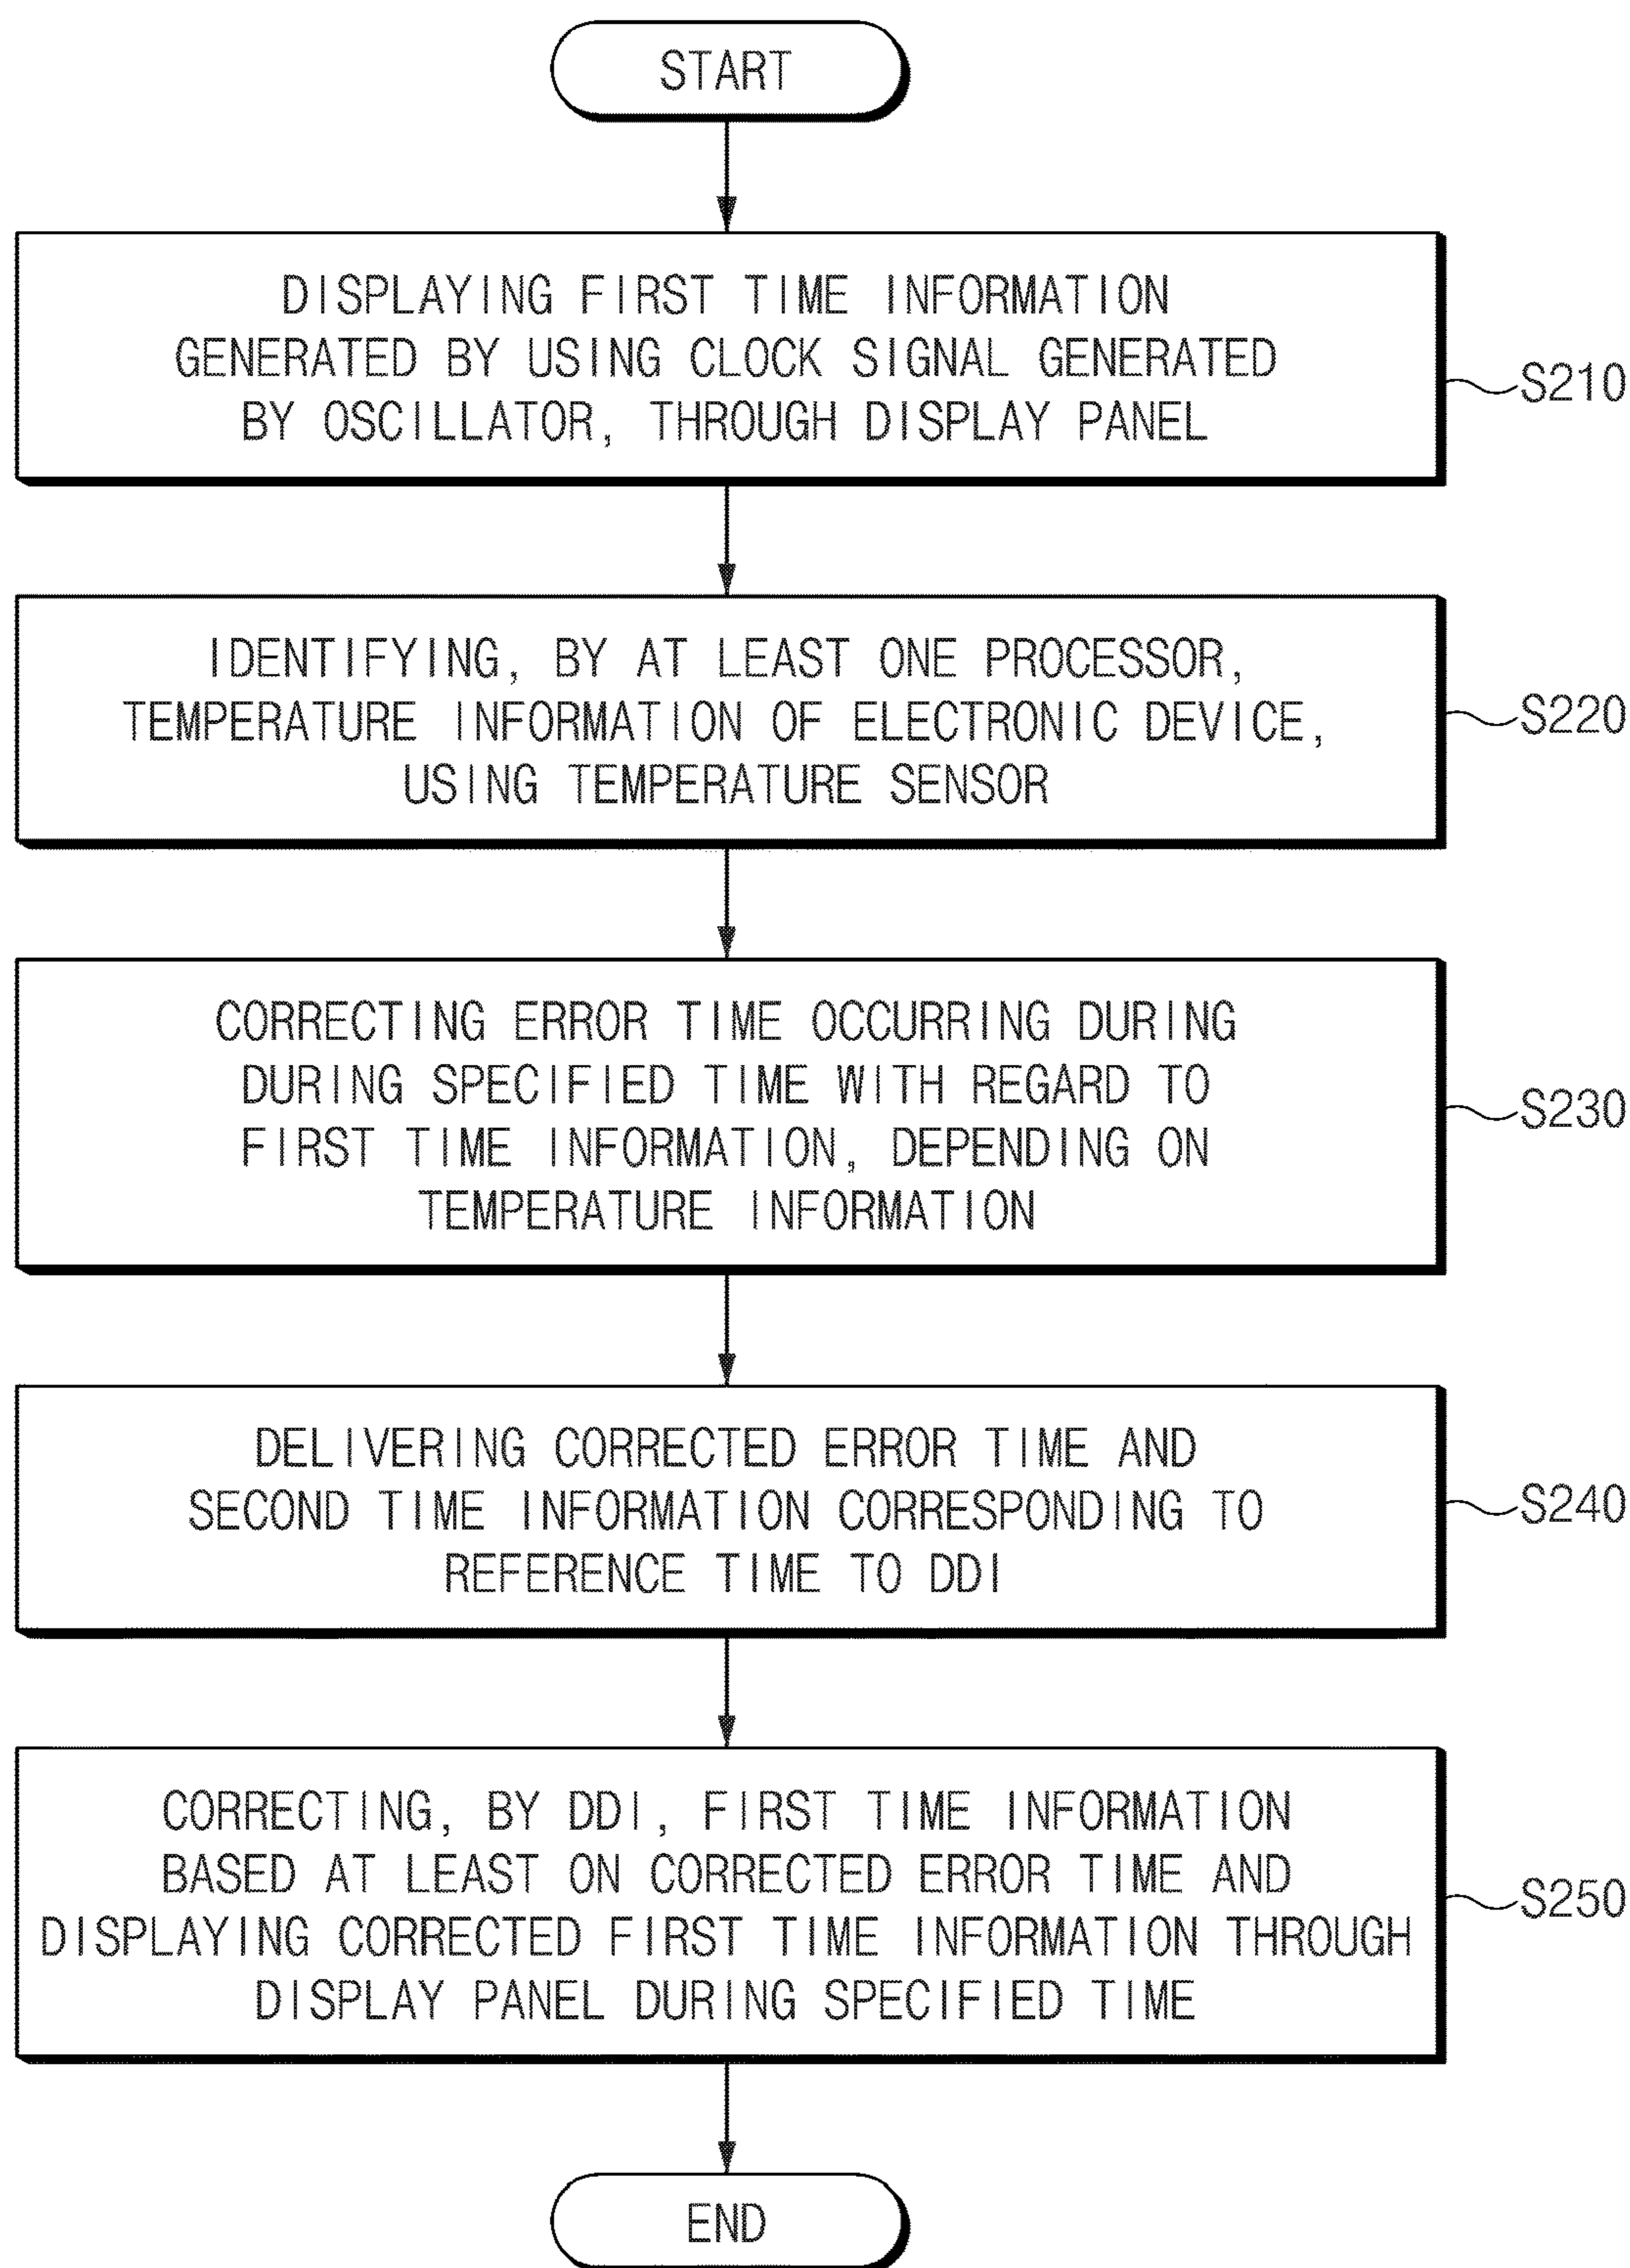 START
DISPLAYING FIRST TIME INFORMATION
GENERATED BY USING CLOCK SIGNAL GENERATED
BY OSCILLATOR, THROUGH DISPLAY PANEL
S210
IDENTIFYING, BY AT LEAST ONE PROCESSOR,
TEMPERATURE INFORMATION OF ELECTRONIC DEVICE,
USING TEMPERATURE SENSOR
S220
CORRECTING ERROR TIME OCCURRING DURING
DURING SPECIFIED TIME WITH REGARD TO
FIRST TIME INFORMATION, DEPENDING ON
TEMPERATURE INFORMATION
S230
DELIVERING CORRECTED ERROR TIME AND
SECOND TIME INFORMATION CORRESPONDING TO
REFERENCE TIME TO DDI
S240
CORRECTING, BY DDI, FIRST TIME INFORMATION
BASED AT LEAST ON CORRECTED ERROR TIME AND
DISPLAYING CORRECTED FIRST TIME INFORMATION THROUGH
DISPLAY PANEL DURING SPECIFIED TIME
S250
END